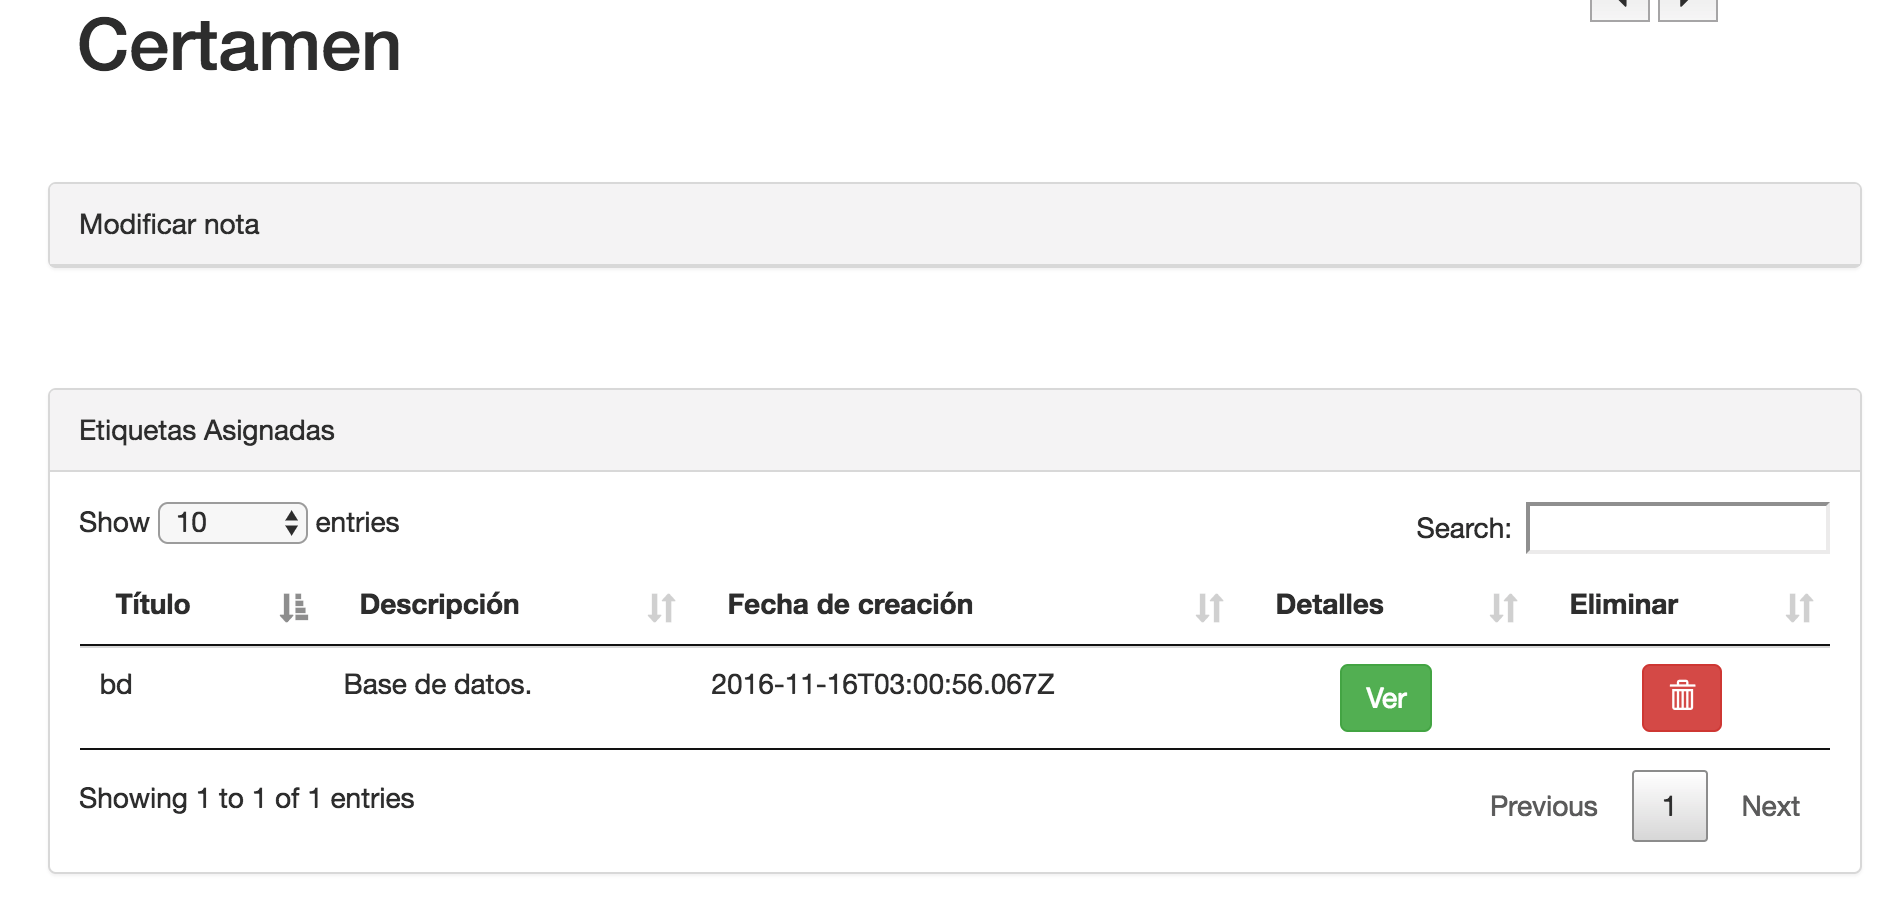 Certamen
Modificar nota
Etiquetas Asignadas
Show 10 entries Search:
Título Descripción Fecha de creación Detalles Eliminar
bd Base de datos. 2016-11-16T03:00:56.067Z Ver
Showing 1 to 1 of 1 entries Previous 1 Next